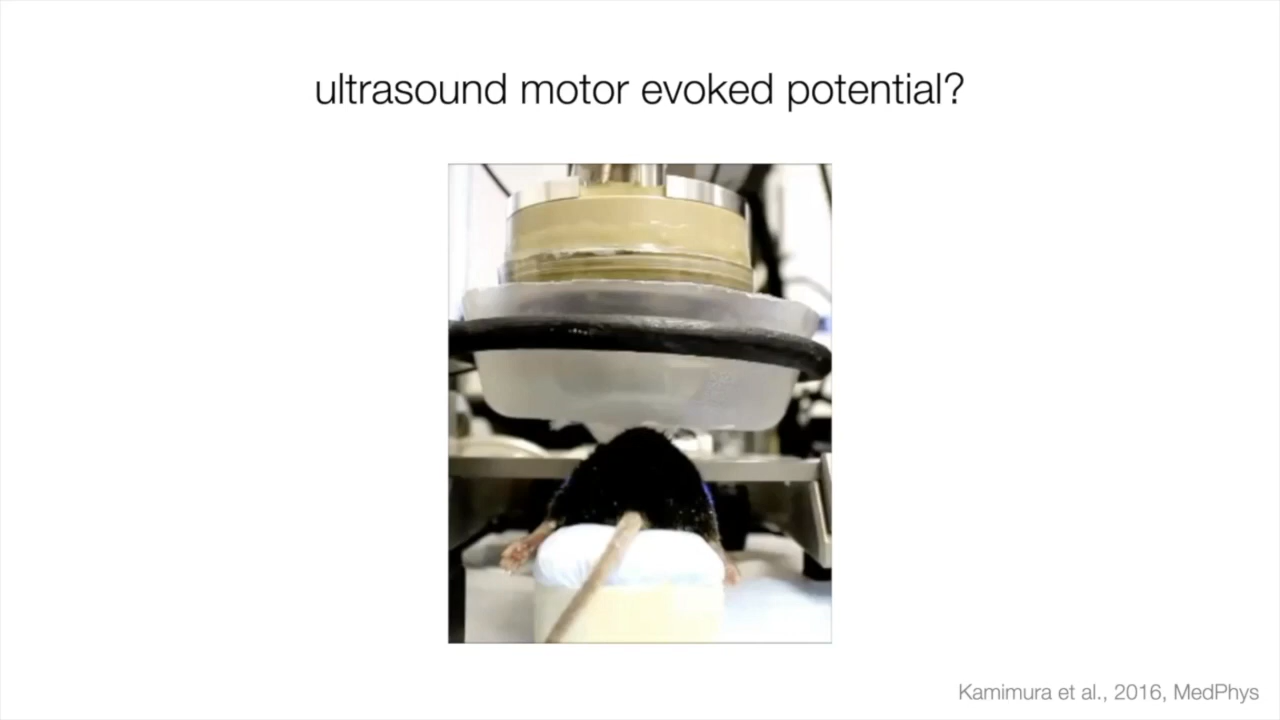 ultrasound motor evoked potential?
Kamimura et al., 2016, MedPhys